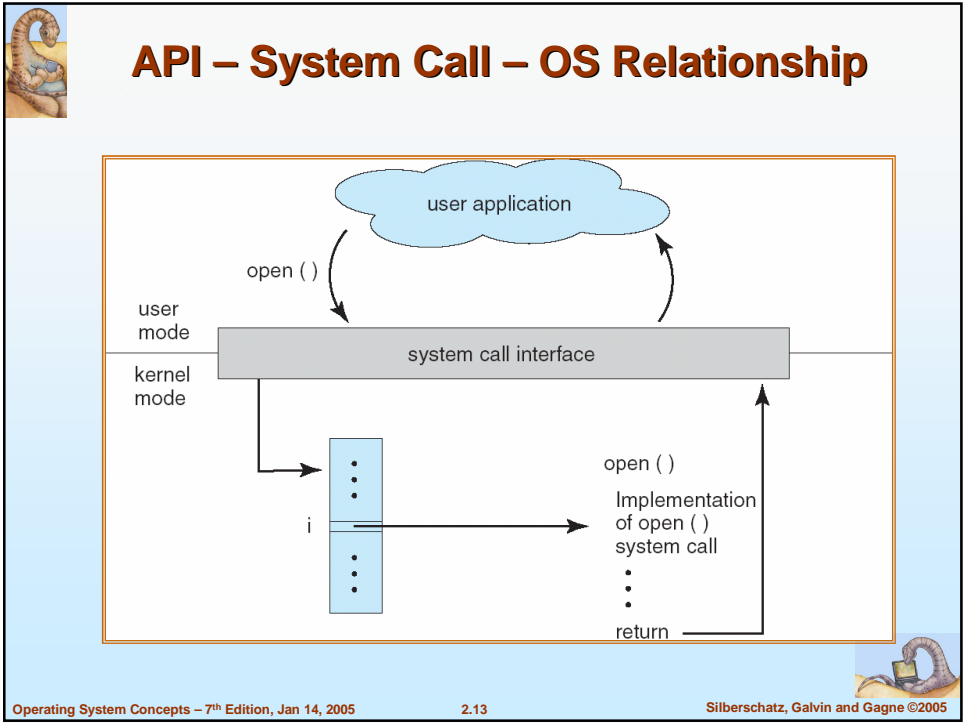 API – System Call – OS Relationship
user application
open ( )
user
mode
system call interface
kernel
mode
open ( )
Implementation
of open ( )
system call
i
return
Operating System Concepts – 7th Edition, Jan 14, 2005
2.13
Silberschatz, Galvin and Gagne ©2005